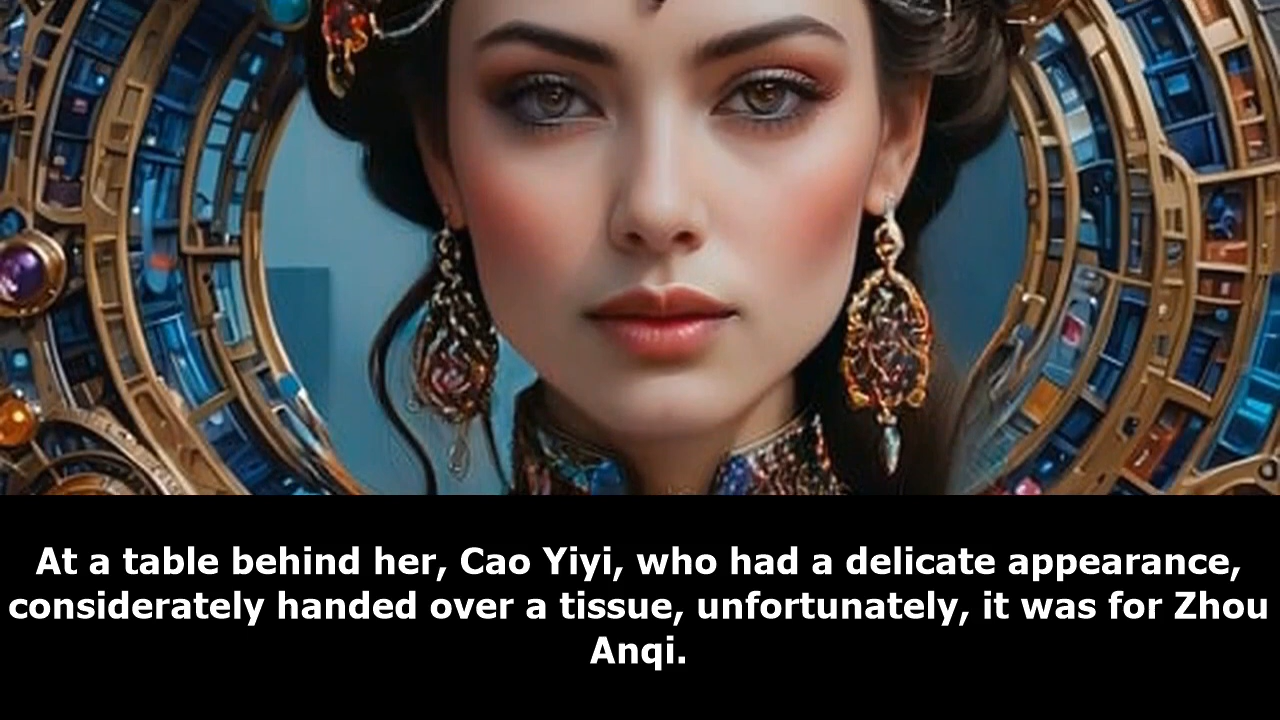 At a table behind her, Cao Yiyi, who had a delicate appearance,
considerately handed over a tissue, unfortunately, it was for Zhou
Anqi.